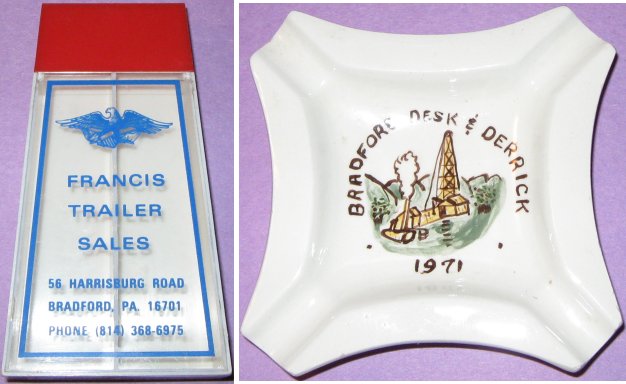 FRANCIS
TRAILER
SALES
56 HARRISBURG ROAD
BRADFORD, PA. 16701
PHONE (814) 368-6975
BRADFORD DESK & DERRICK
1971